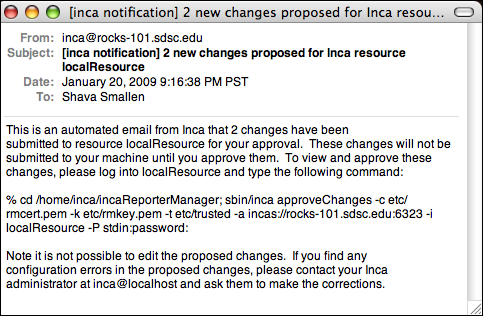 [inca notification] 2 new changes proposed for Inca resou...
From: inca@rocks-101.sdsc.edu
Subject: [inca notification] 2 new changes proposed for Inca resource
localResource
Date: January 20, 2009 9:16:38 PM PST
To: Shava Smallen
This is an automated email from Inca that 2 changes have been
submitted to resource localResource for your approval.  These changes will not be
submitted to your machine until you approve them.  To view and approve these
changes, please log into localResource and type the following command:
% cd /home/inca/incaReporterManager; sbin/inca approveChanges -c etc/
rmcert.pem -k etc/rmkey.pem -t etc/trusted -a incas://rocks-101.sdsc.edu:6323 -i
localResource -P stdin:password:
Note it is not possible to edit the proposed changes.  If you find any
configuration errors in the proposed changes, please contact your Inca
administrator at inca@localhost and ask them to make the corrections.